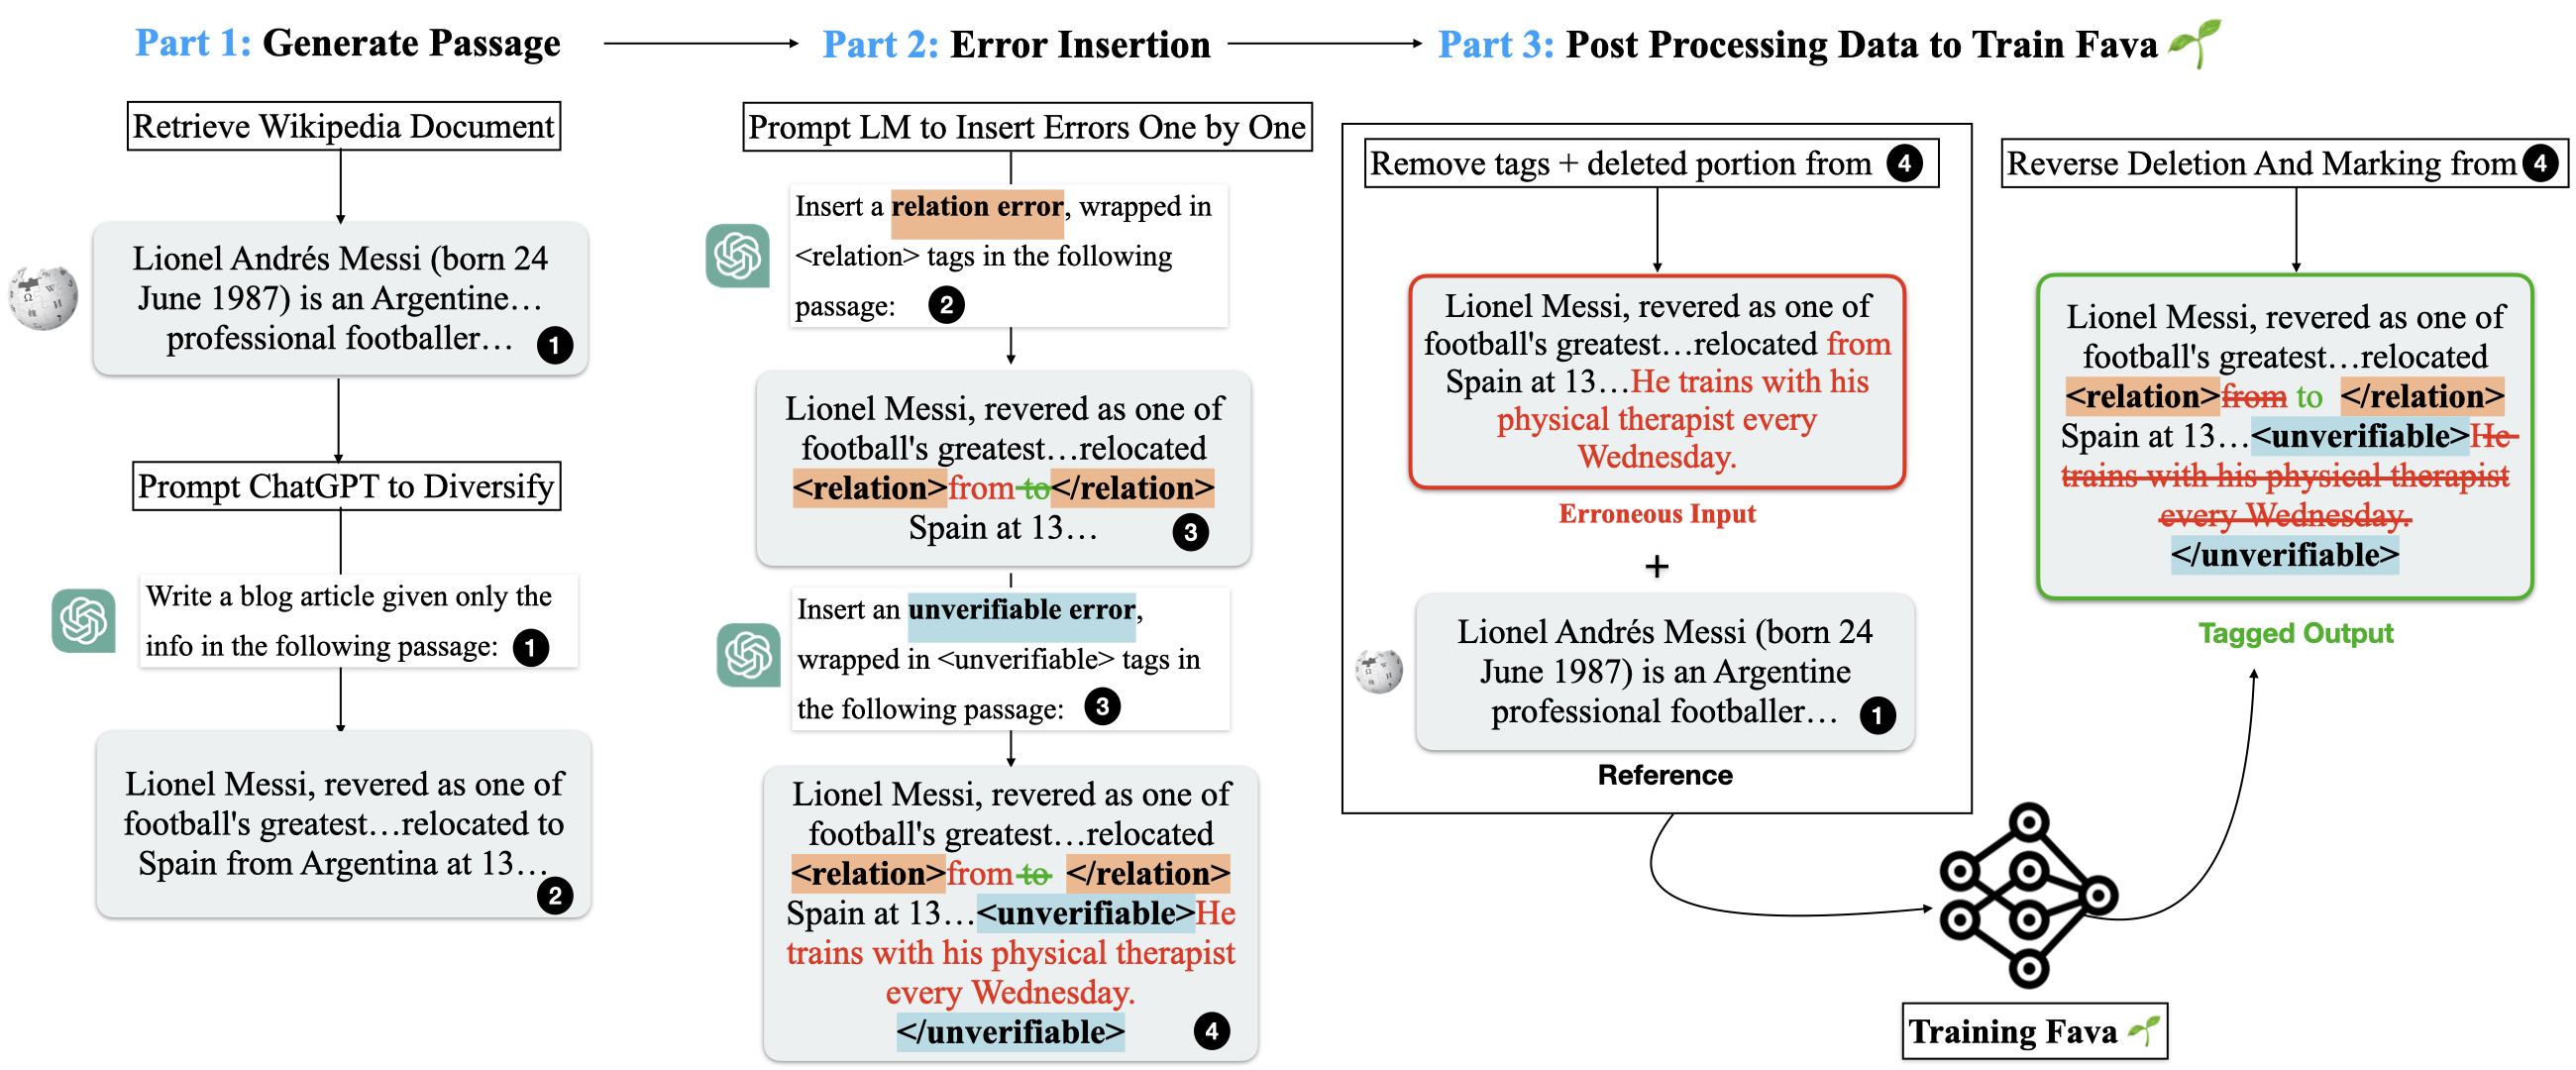 Part 1: Generate Passage
Part 2: Error Insertion
Part 3: Post Processing Data to Train Fava
Retrieve Wikipedia Document
Lionel Andrés Messi (born 24
June 1987) is an Argentine…
professional footballer…
1
Prompt ChatGPT to Diversify
Write a blog article given only the
info in the following passage: 1
Lionel Messi, revered as one of
football's greatest…relocated to
Spain from Argentina at 13…
2
Prompt LM to Insert Errors One by One
Insert a relation error, wrapped in
<relation> tags in the following
passage: 2
Lionel Messi, revered as one of
football's greatest…relocated
<relation>from to</relation>
Spain at 13…
3
Insert an unverifiable error,
wrapped in <unverifiable> tags in
the following passage: 3
Lionel Messi, revered as one of
football's greatest…relocated
<relation>from to </relation>
Spain at 13…<unverifiable>He
trains with his physical therapist
every Wednesday.
</unverifiable>
4
Remove tags + deleted portion from 4
Lionel Messi, revered as one of
football's greatest…relocated from
Spain at 13…He trains with his
physical therapist every
Wednesday.
Erroneous Input
+
Lionel Andrés Messi (born 24
June 1987) is an Argentine
professional footballer…
1
Reference
Reverse Deletion And Marking from 4
Lionel Messi, revered as one of
football's greatest…relocated
<relation>from to </relation>
Spain at 13…<unverifiable>He
trains with his physical therapist
every Wednesday.
</unverifiable>
Tagged Output
Training Fava